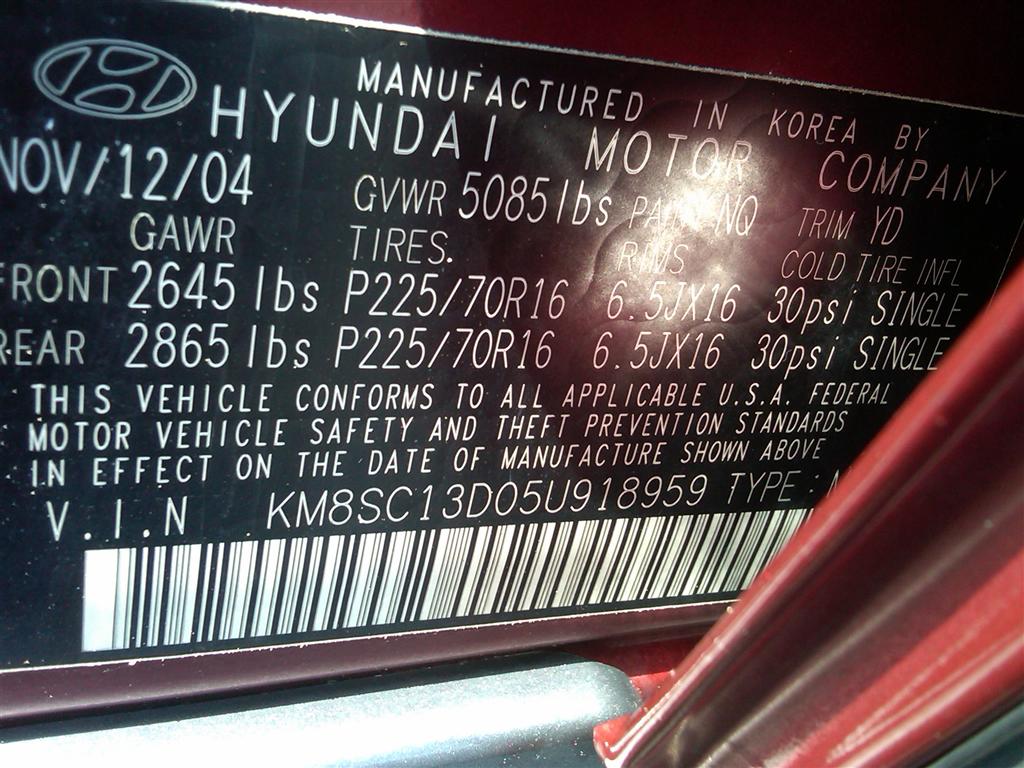 MANUFACTURED IN KOREA BY
HYUNDAI MOTOR COMPANY
NOV/12/04 GVWR 5085lbs PAINT NQ TRIM YD
GAWR TIRES. RIMS COLD TIRE INFL
FRONT 2645lbs P225/70R16 6.5JX16 30psi SINGLE
REAR 2865lbs P225/70R16 6.5JX16 30psi SINGLE
THIS VEHICLE CONFORMS TO ALL APPLICABLE U.S.A. FEDERAL
MOTOR VEHICLE SAFETY AND THEFT PREVENTION STANDARDS
IN EFFECT ON THE DATE OF MANUFACTURE SHOWN ABOVE
V.I.N KM8SC13D05U918959 TYPE :